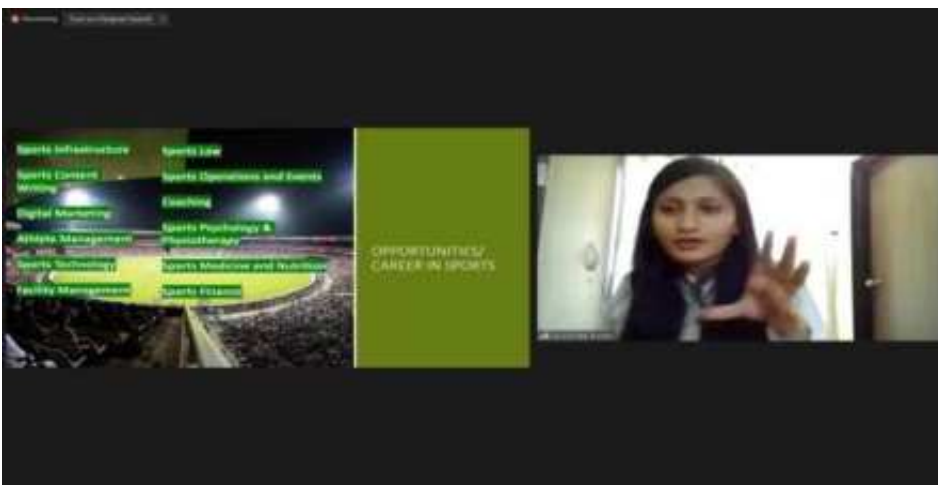 Recording
Sports Infrastructure
Sports Content
Writing
Digital Marketing
Athlete Management
Sports Technology
Facility Management
Sports Law
Sports Operations and Events
Coaching
Sports Psychology &
Physiotherapy
Sports Medicine and Nutrition
Sports Finance
OPPORTUNITIES/
CAREER IN SPORTS